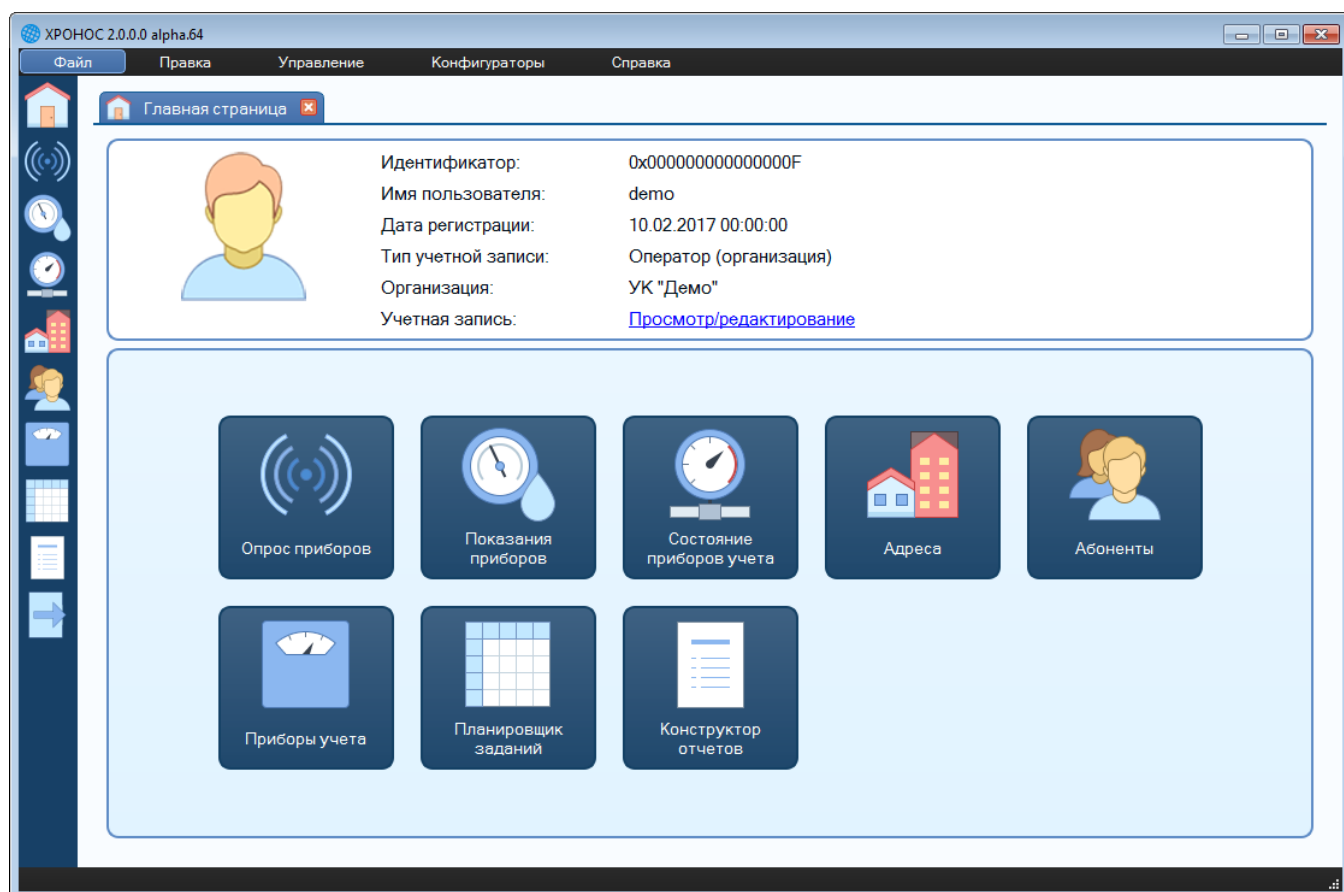 ХРОНОС 2.0.0.0 alpha.64
Файл Правка Управление Конфигураторы Справка
Главная страница
Идентификатор: 0x000000000000000F
Имя пользователя: demo
Дата регистрации: 10.02.2017 00:00:00
Тип учетной записи: Оператор (организация)
Организация: УК "Демо"
Учетная запись: Просмотр/редактирование
Опрос приборов
Показания
приборов
Состояние
приборов учета
Адреса
Абоненты
Приборы учета
Планировщик
заданий
Конструктор
отчетов